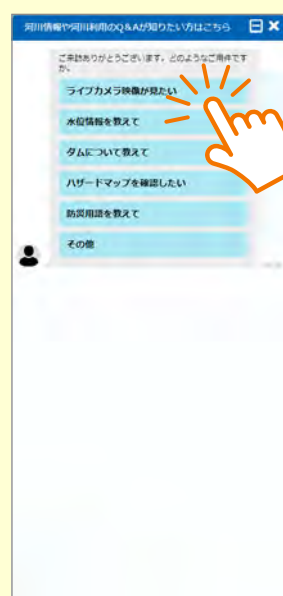 河川情報や河川利用のQ&Aが知りたい方はこちら
ご来訪ありがとうございます。どのようなご用件です
か。
ライブカメラ映像が見たい
水位情報を教えて
ダムについて教えて
ハザードマップを確認したい
防災用語を教えて
その他